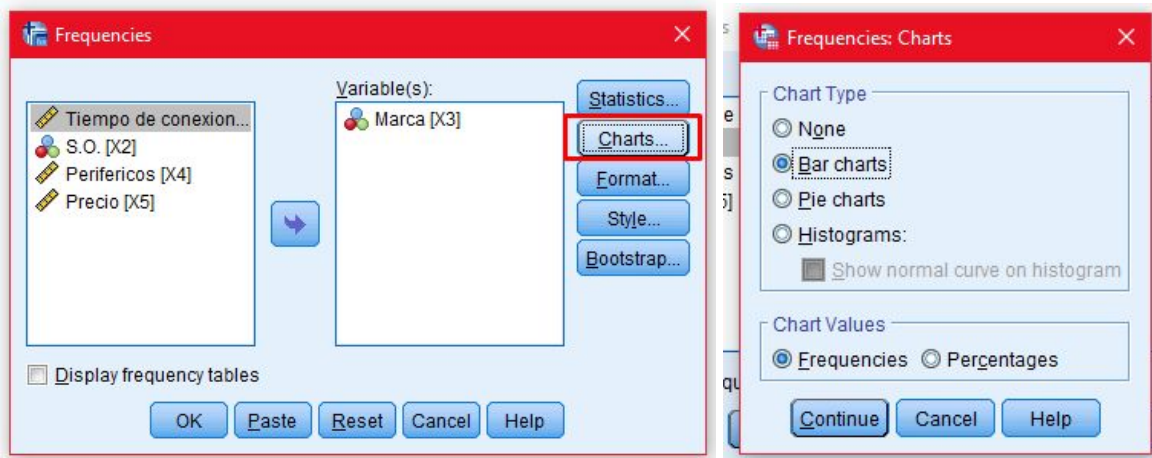 Frequencies
Variable(s):
Tiempo de conexion...
S.O. [X2]
Perifericos [X4]
Precio [X5]
Marca [X3]
Statistics...
Charts...
Format...
Style...
Bootstrap...
Display frequency tables
OK Paste Reset Cancel Help
Frequencies: Charts
Chart Type
None
Bar charts
Pie charts
Histograms:
Show normal curve on histogram
Chart Values
Frequencies Percentages
Continue Cancel Help